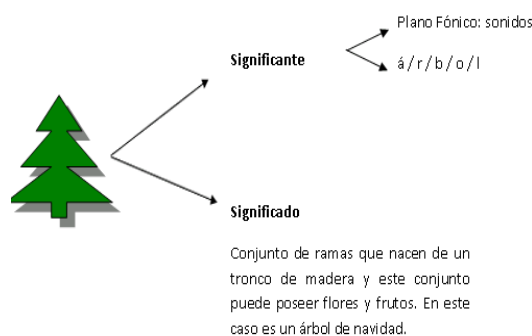 Plano Fónico: sonidos
Significante
á / r / b / o / l
Significado
Conjunto de ramas que nacen de un
tronco de madera y este conjunto
puede poseer flores y frutos. En este
caso es un árbol de navidad.